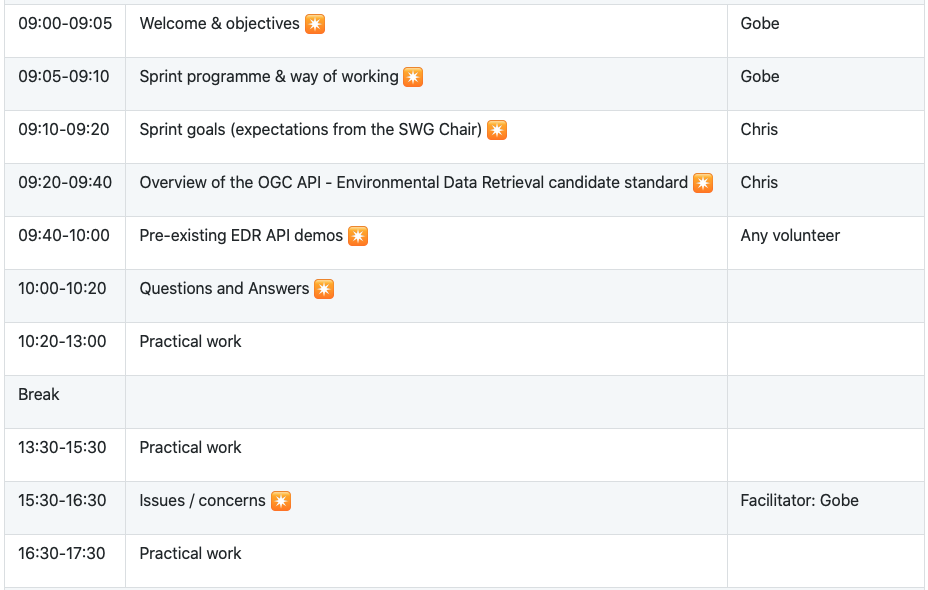 09:00-09:05 Welcome & objectives ✴️ Gobe
09:05-09:10 Sprint programme & way of working ✴️ Gobe
09:10-09:20 Sprint goals (expectations from the SWG Chair) ✴️ Chris
09:20-09:40 Overview of the OGC API - Environmental Data Retrieval candidate standard ✴️ Chris
09:40-10:00 Pre-existing EDR API demos ✴️ Any volunteer
10:00-10:20 Questions and Answers ✴️
10:20-13:00 Practical work
Break
13:30-15:30 Practical work
15:30-16:30 Issues / concerns ✴️ Facilitator: Gobe
16:30-17:30 Practical work